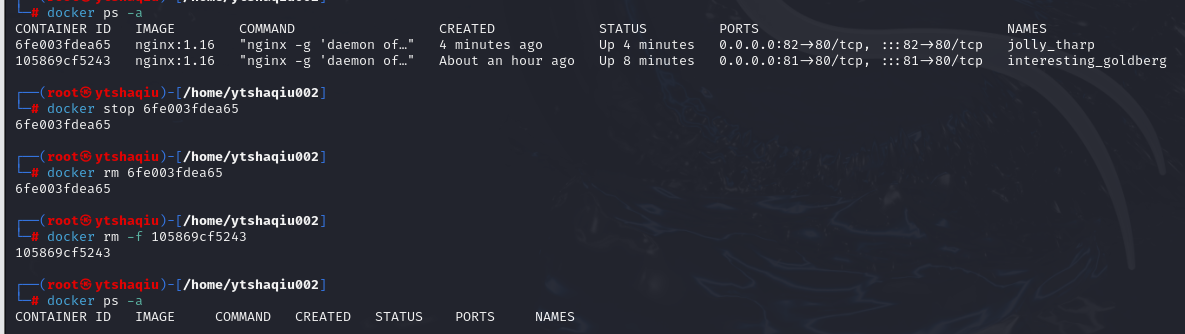 └─# docker ps -a
CONTAINER ID   IMAGE        COMMAND                  CREATED             STATUS         PORTS                               NAMES
6fe003fdea65   nginx:1.16   "nginx -g 'daemon of…"   4 minutes ago       Up 4 minutes   0.0.0.0:82->80/tcp, :::82->80/tcp   jolly_tharp
105869cf5243   nginx:1.16   "nginx -g 'daemon of…"   About an hour ago   Up 8 minutes   0.0.0.0:81->80/tcp, :::81->80/tcp   interesting_goldberg
┌──(root㉿ytshaqiu)-[/home/ytshaqiu002]
└─# docker stop 6fe003fdea65
6fe003fdea65
┌──(root㉿ytshaqiu)-[/home/ytshaqiu002]
└─# docker rm 6fe003fdea65
6fe003fdea65
┌──(root㉿ytshaqiu)-[/home/ytshaqiu002]
└─# docker rm -f 105869cf5243
105869cf5243
┌──(root㉿ytshaqiu)-[/home/ytshaqiu002]
└─# docker ps -a
CONTAINER ID   IMAGE     COMMAND   CREATED   STATUS    PORTS     NAMES